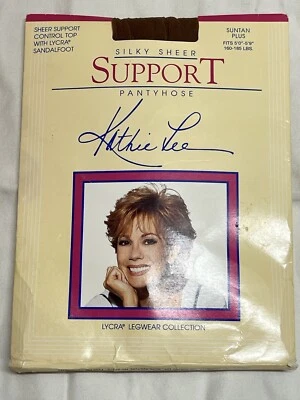 SHEER SUPPORT
CONTROL TOP
WITH LYCRA®
SANDALFOOT
SUNTAN
PLUS
FITS 5'0"-5'9"
160-185 LBS.
SILKY SHEER
SUPPORT
PANTYHOSE
Kathie Lee
LYCRA® LEGWEAR COLLECTION